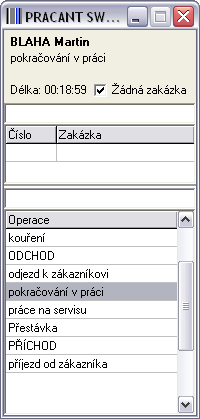 PRACANT SW...
BLAHA Martin
pokračování v práci
Délka: 00:18:59 Žádná zakázka
Číslo Zakázka
Operace
kouření
ODCHOD
odjezd k zákazníkovi
pokračování v práci
práce na servisu
Přestávka
PŘÍCHOD
příjezd od zákazníka